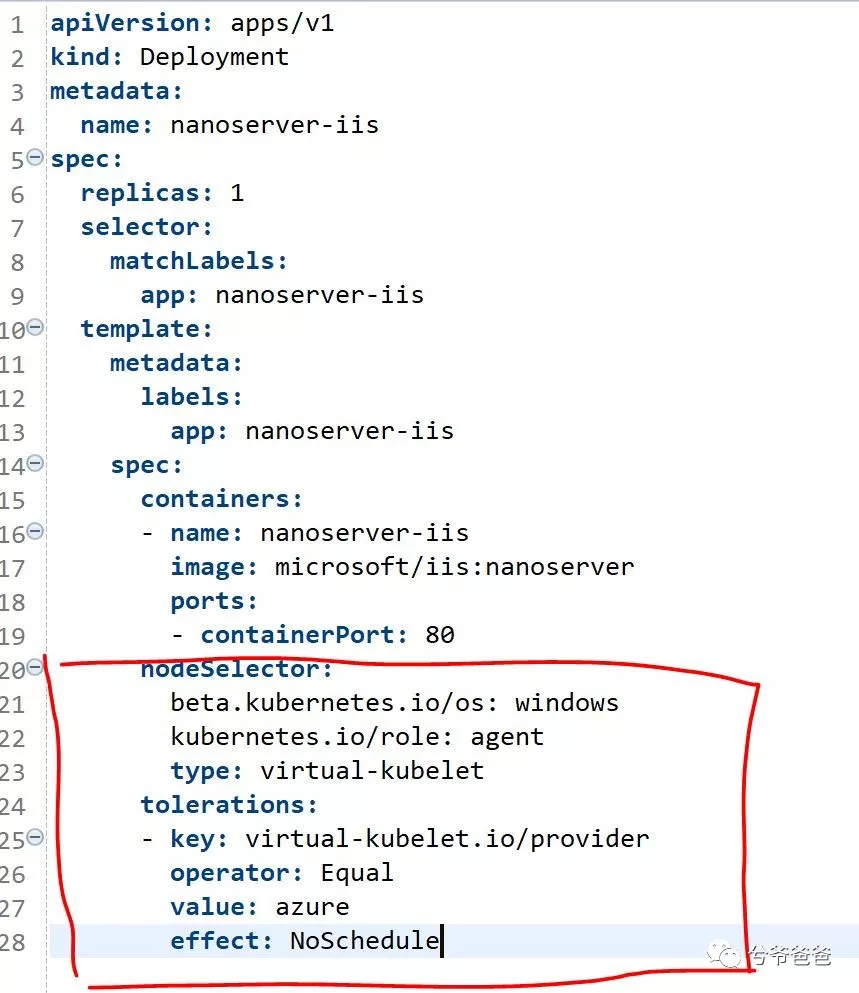 1 apiVersion: apps/v1
2 kind: Deployment
3 metadata:
4   name: nanoserver-iis
5 spec:
6   replicas: 1
7   selector:
8     matchLabels:
9       app: nanoserver-iis
10   template:
11     metadata:
12       labels:
13         app: nanoserver-iis
14     spec:
15       containers:
16       - name: nanoserver-iis
17         image: microsoft/iis:nanoserver
18         ports:
19         - containerPort: 80
20       nodeSelector:
21         beta.kubernetes.io/os: windows
22         kubernetes.io/role: agent
23         type: virtual-kubelet
24       tolerations:
25       - key: virtual-kubelet.io/provider
26         operator: Equal
27         value: azure
28         effect: NoSchedule
兮爷爸爸